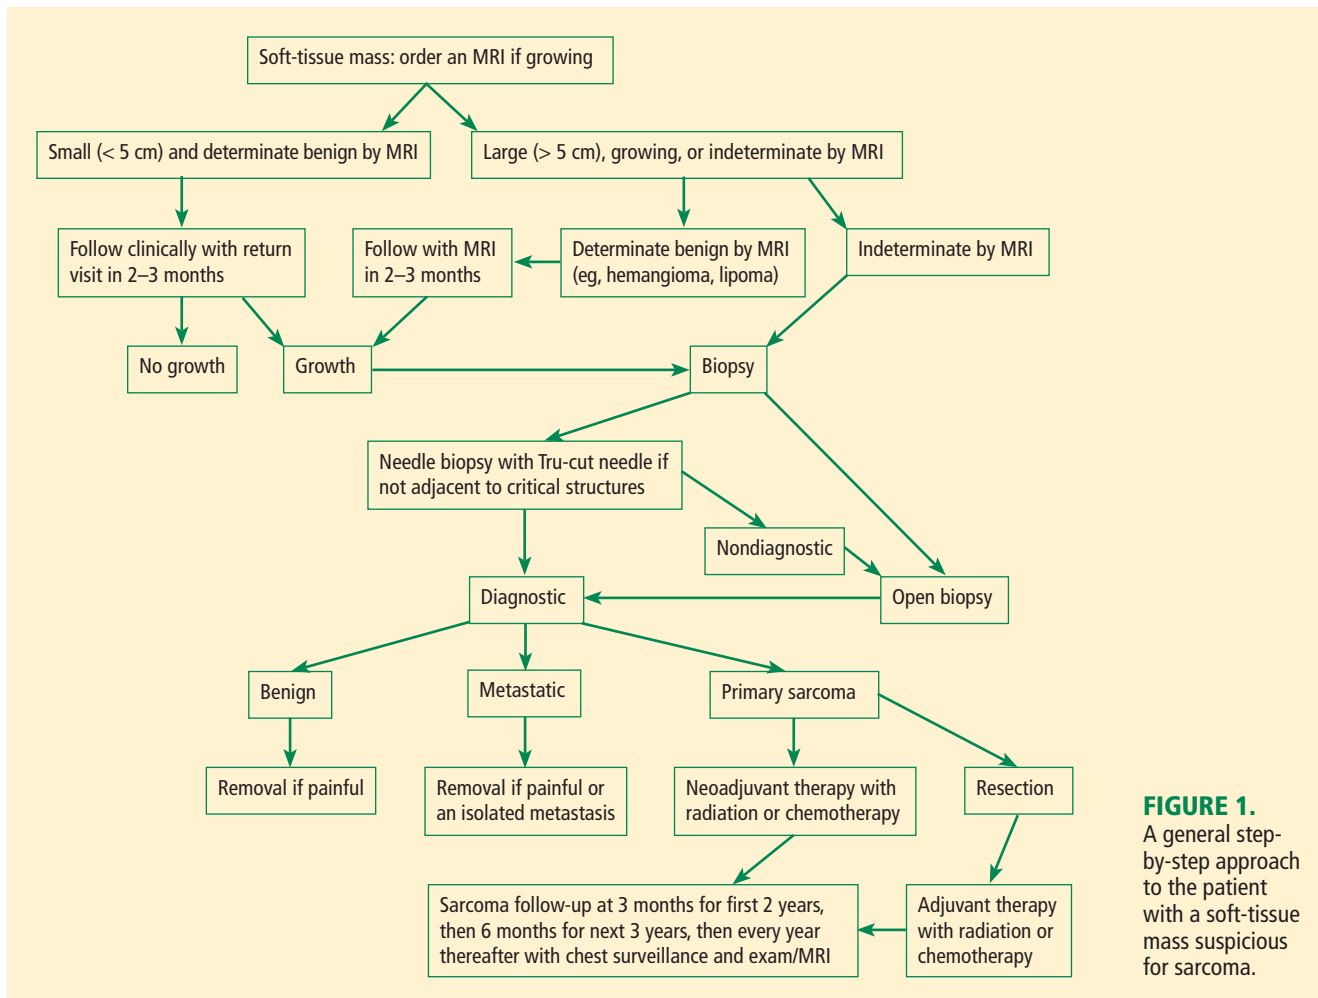 Soft-tissue mass: order an MRI if growing
Small (< 5 cm) and determinate benign by MRI
Large (> 5 cm), growing, or indeterminate by MRI
Follow clinically with return
visit in 2–3 months
Follow with MRI
in 2–3 months
Determinate benign by MRI
(eg, hemangioma, lipoma)
Indeterminate by MRI
No growth
Growth
Biopsy
Needle biopsy with Tru-cut needle if
not adjacent to critical structures
Nondiagnostic
Diagnostic
Open biopsy
Benign
Metastatic
Primary sarcoma
Removal if painful
Removal if painful or
an isolated metastasis
Neoadjuvant therapy with
radiation or chemotherapy
Resection
Sarcoma follow-up at 3 months for first 2 years,
then 6 months for next 3 years, then every year
thereafter with chest surveillance and exam/MRI
Adjuvant therapy
with radiation or
chemotherapy
FIGURE 1.
A general step-
by-step approach
to the patient
with a soft-tissue
mass suspicious
for sarcoma.